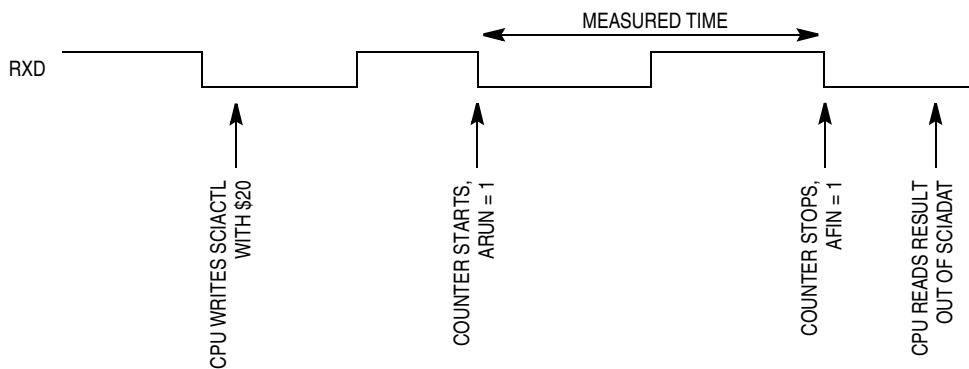 MEASURED TIME
RXD
CPU WRITES SCIACTL
WITH $20
COUNTER STARTS,
ARUN = 1
COUNTER STOPS,
AFIN = 1
CPU READS RESULT
OUT OF SCIADAT